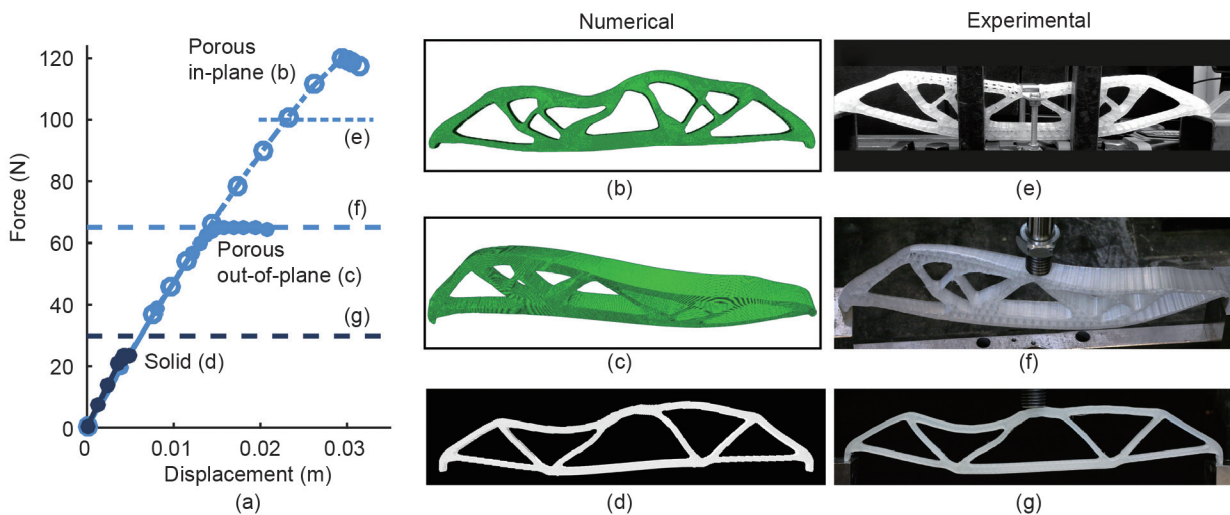 Numerical
Experimental
Force (N)
120
100
80
60
40
20
0
0
0.01
0.02
0.03
Displacement (m)
(a)
Porous
in-plane (b)
(e)
(f)
Porous
out-of-plane (c)
(g)
Solid (d)
(b)
(e)
(c)
(f)
(d)
(g)